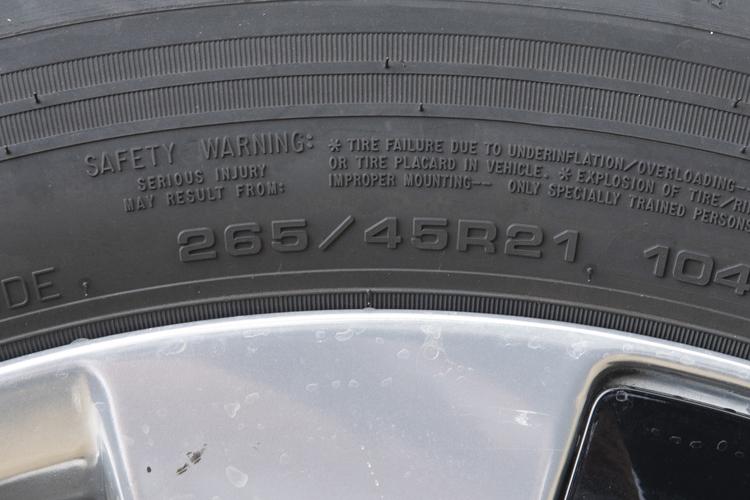 SAFETY WARNING:
SERIOUS INJURY
MAY RESULT FROM:
* TIRE FAILURE DUE TO UNDERINFLATION/OVERLOADING—
OR TIRE PLACARD IN VEHICLE. * EXPLOSION OF TIRE/RI
IMPROPER MOUNTING— ONLY SPECIALLY TRAINED PERSONS
DE
265/45R21 104